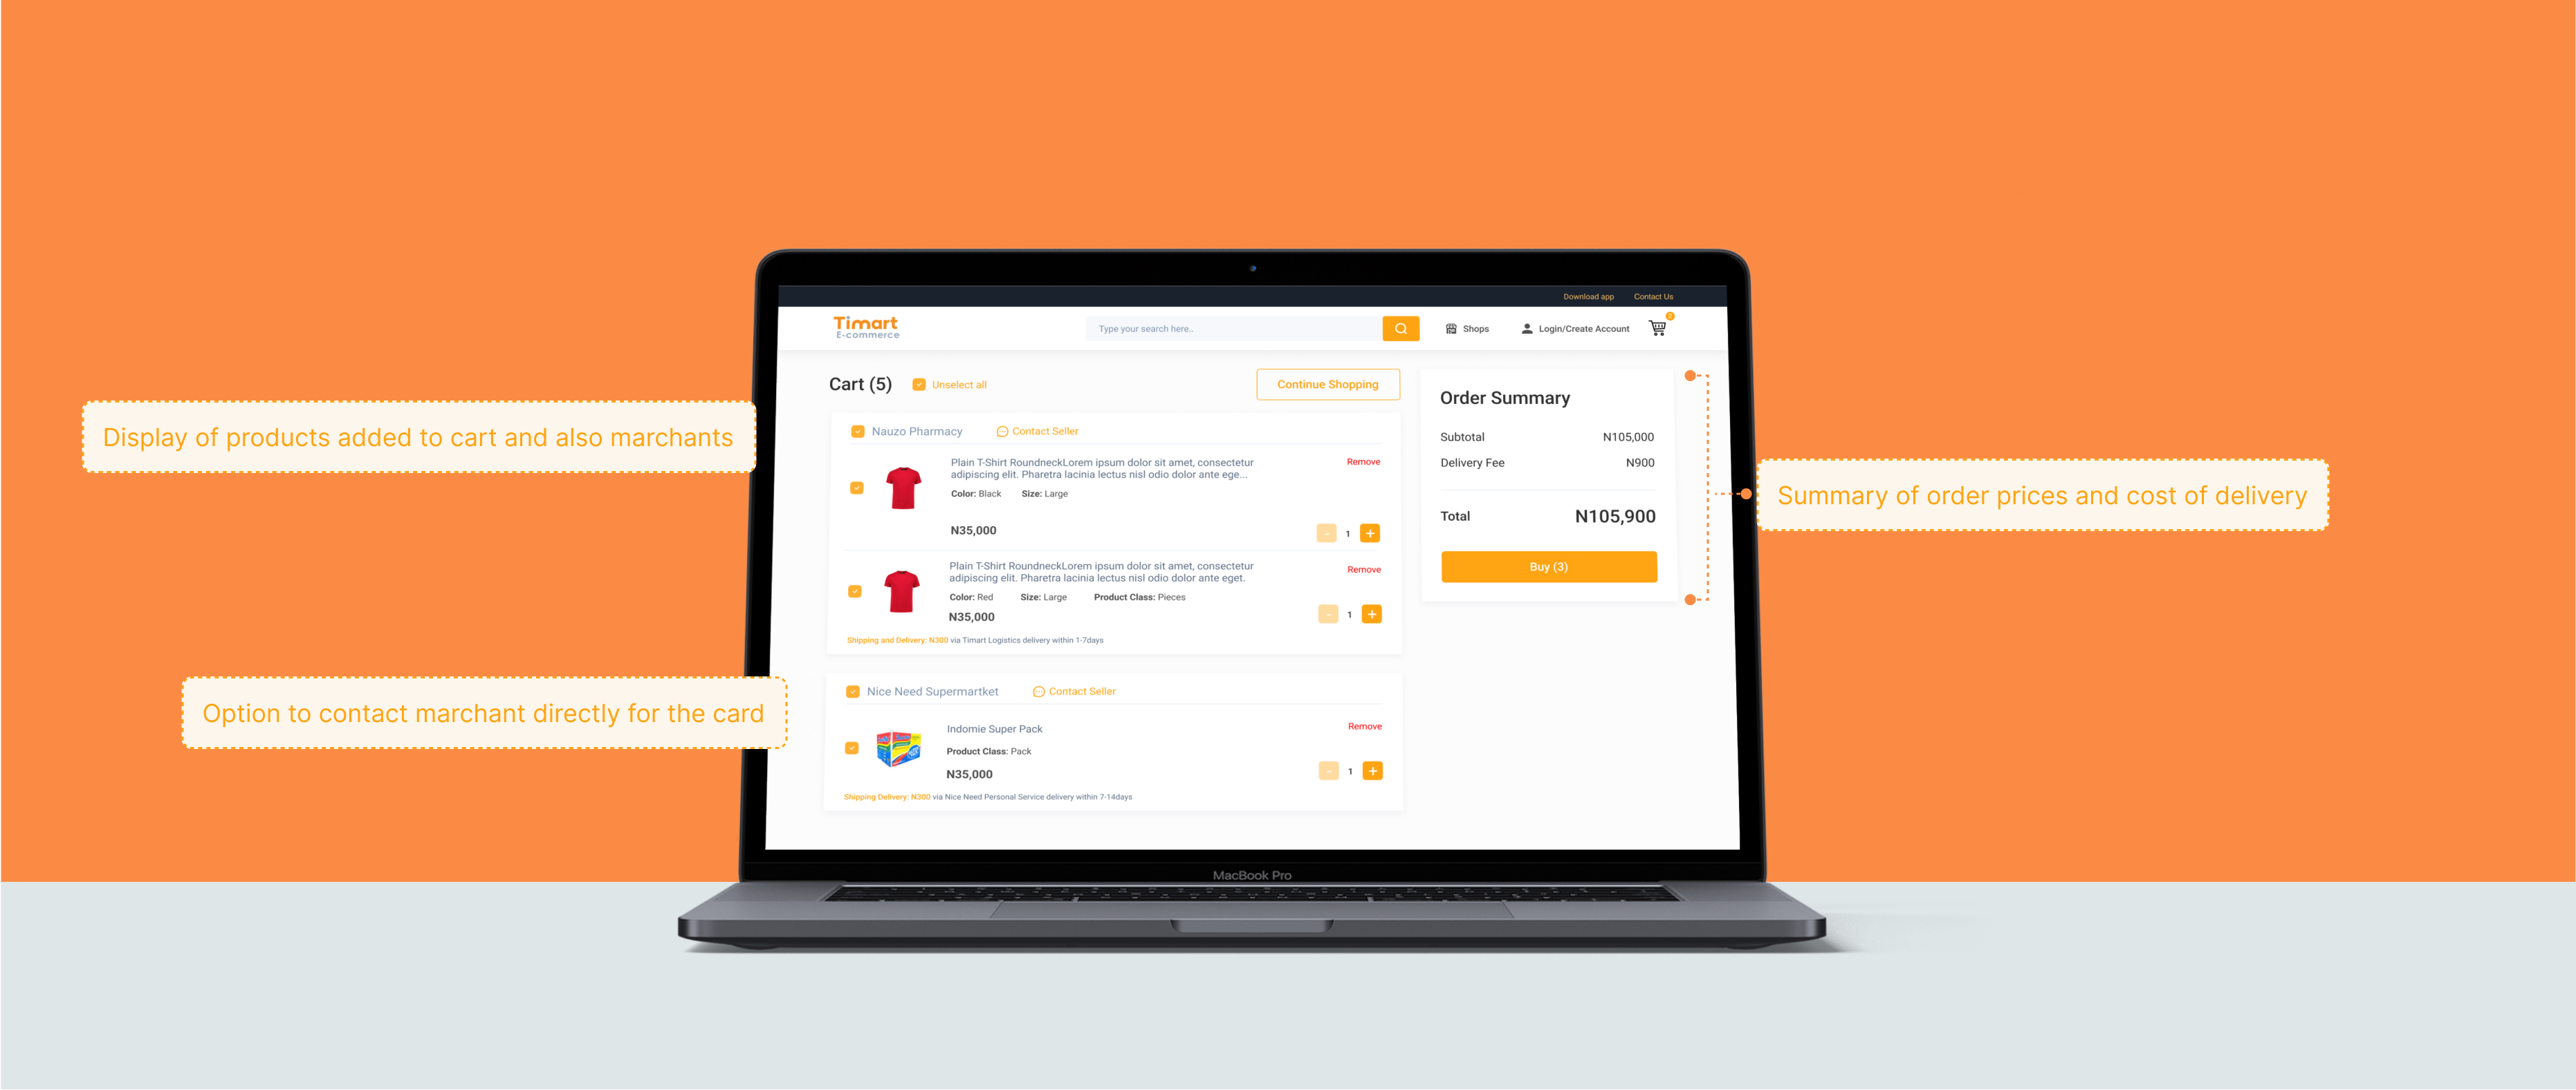 Download app Contact Us
Timart
E-commerce
Type your search here..
Shops
Login/Create Account
2
Cart (5)
Unselect all
Continue Shopping
Nauzo Pharmacy
Contact Seller
Plain T-Shirt RoundneckLorem ipsum dolor sit amet, consectetur
adipiscing elit. Pharetra lacinia lectus nisl odio dolor ante ege...
Remove
Color: Black Size: Large
N35,000
- 1 +
Plain T-Shirt RoundneckLorem ipsum dolor sit amet, consectetur
adipiscing elit. Pharetra lacinia lectus nisl odio dolor ante eget.
Remove
Color: Red Size: Large Product Class: Pieces
N35,000
- 1 +
Shipping and Delivery: N300 via Timart Logistics delivery within 1-7days
Nice Need Supermartket
Contact Seller
Indomie Super Pack
Remove
Product Class: Pack
N35,000
- 1 +
Shipping Delivery: N300 via Nice Need Personal Service delivery within 7-14days
Order Summary
Subtotal N105,000
Delivery Fee N900
Total N105,900
Buy (3)
MacBook Pro
Display of products added to cart and also marchants
Option to contact marchant directly for the card
Summary of order prices and cost of delivery